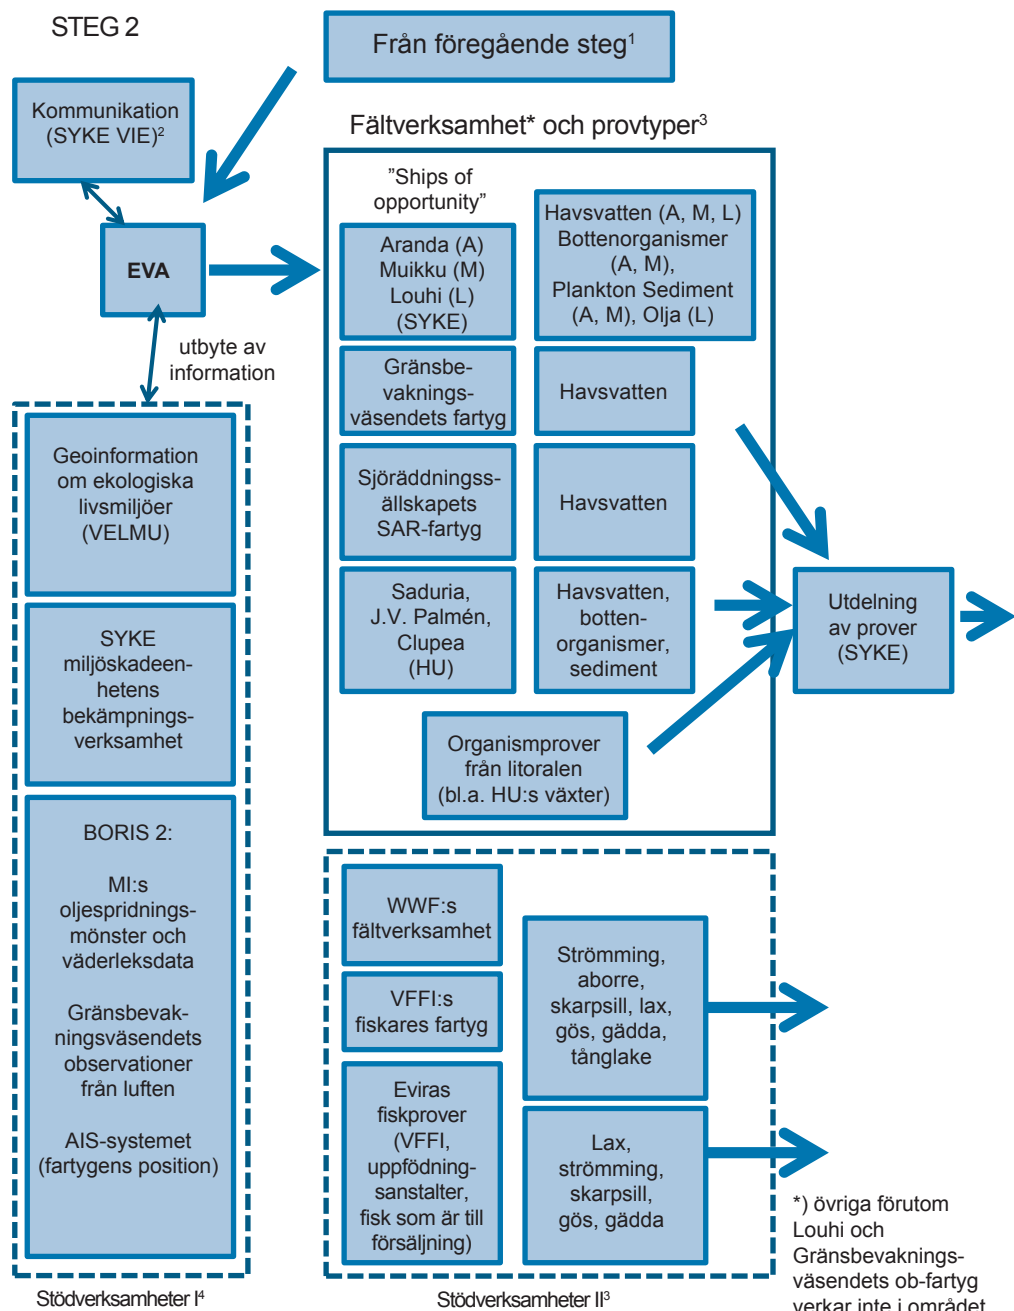 STEG 2
Från föregående steg¹
Kommunikation
(SYKE VIE)²
EVA
utbyte av
information
Fältverksamhet* och provtyper³
”Ships of
opportunity”
Aranda (A)
Muikku (M)
Louhi (L)
(SYKE)
Havsvatten (A, M, L)
Bottenorganismer
(A, M),
Plankton Sediment
(A, M), Olja (L)
Gränsbe-
vaknings-
väsendets fartyg
Havsvatten
Sjöräddningss-
ällskapets
SAR-fartyg
Havsvatten
Saduria,
J.V. Palmén,
Clupea
(HU)
Havsvatten,
botten-
organismer,
sediment
Organismprover
från litoralen
(bl.a. HU:s växter)
Utdelning
av prover
(SYKE)
Geoinformation
om ekologiska
livsmiljöer
(VELMU)
SYKE
miljöskadeen-
hetens
bekämpnings-
verksamhet
BORIS 2:
MI:s
oljespridnings-
mönster och
väderleksdata
Gränsbevak-
ningsväsendets
observationer
från luften
AIS-systemet
(fartygens position)
Stödverksamheter I⁴
WWF:s
fältverksamhet
VFFI:s
fiskares fartyg
Eviras
fiskprover
(VFFI,
uppfödning-
sanstalter,
fisk som är till
försäljning)
Strömming,
aborre,
skarpsill, lax,
gös, gädda,
tånglake
Lax,
strömming,
skarpsill,
gös, gädda
Stödverksamheter II³
*) övriga förutom
Louhi och
Gränsbevaknings-
väsendets ob-fartyg
verkar inte i området